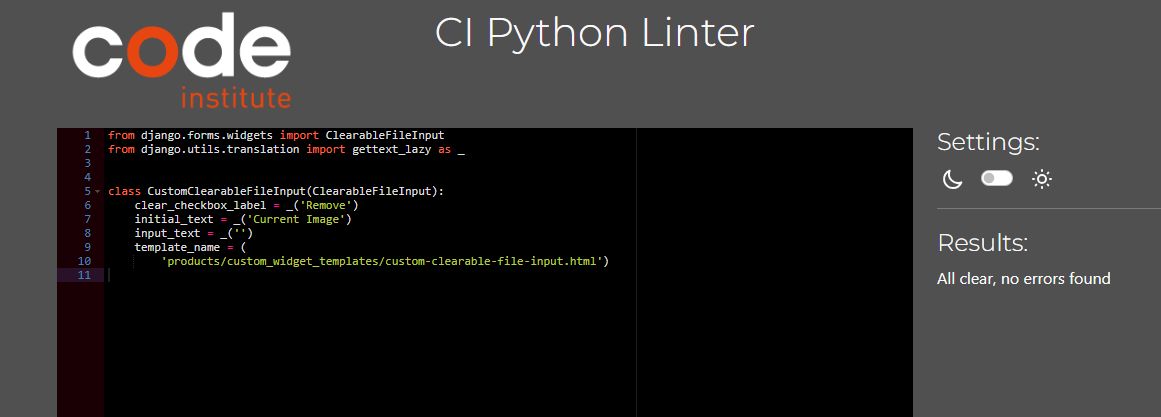 code
institute
CI Python Linter
1 from django.forms.widgets import ClearableFileInput
2 from django.utils.translation import gettext_lazy as _
3
4
5 class CustomClearableFileInput(ClearableFileInput):
6     clear_checkbox_label = _('Remove')
7     initial_text = _('Current Image')
8     input_text = _('')
9     template_name = (
10         'products/custom_widget_templates/custom-clearable-file-input.html')
11
Settings:
Results:
All clear, no errors found